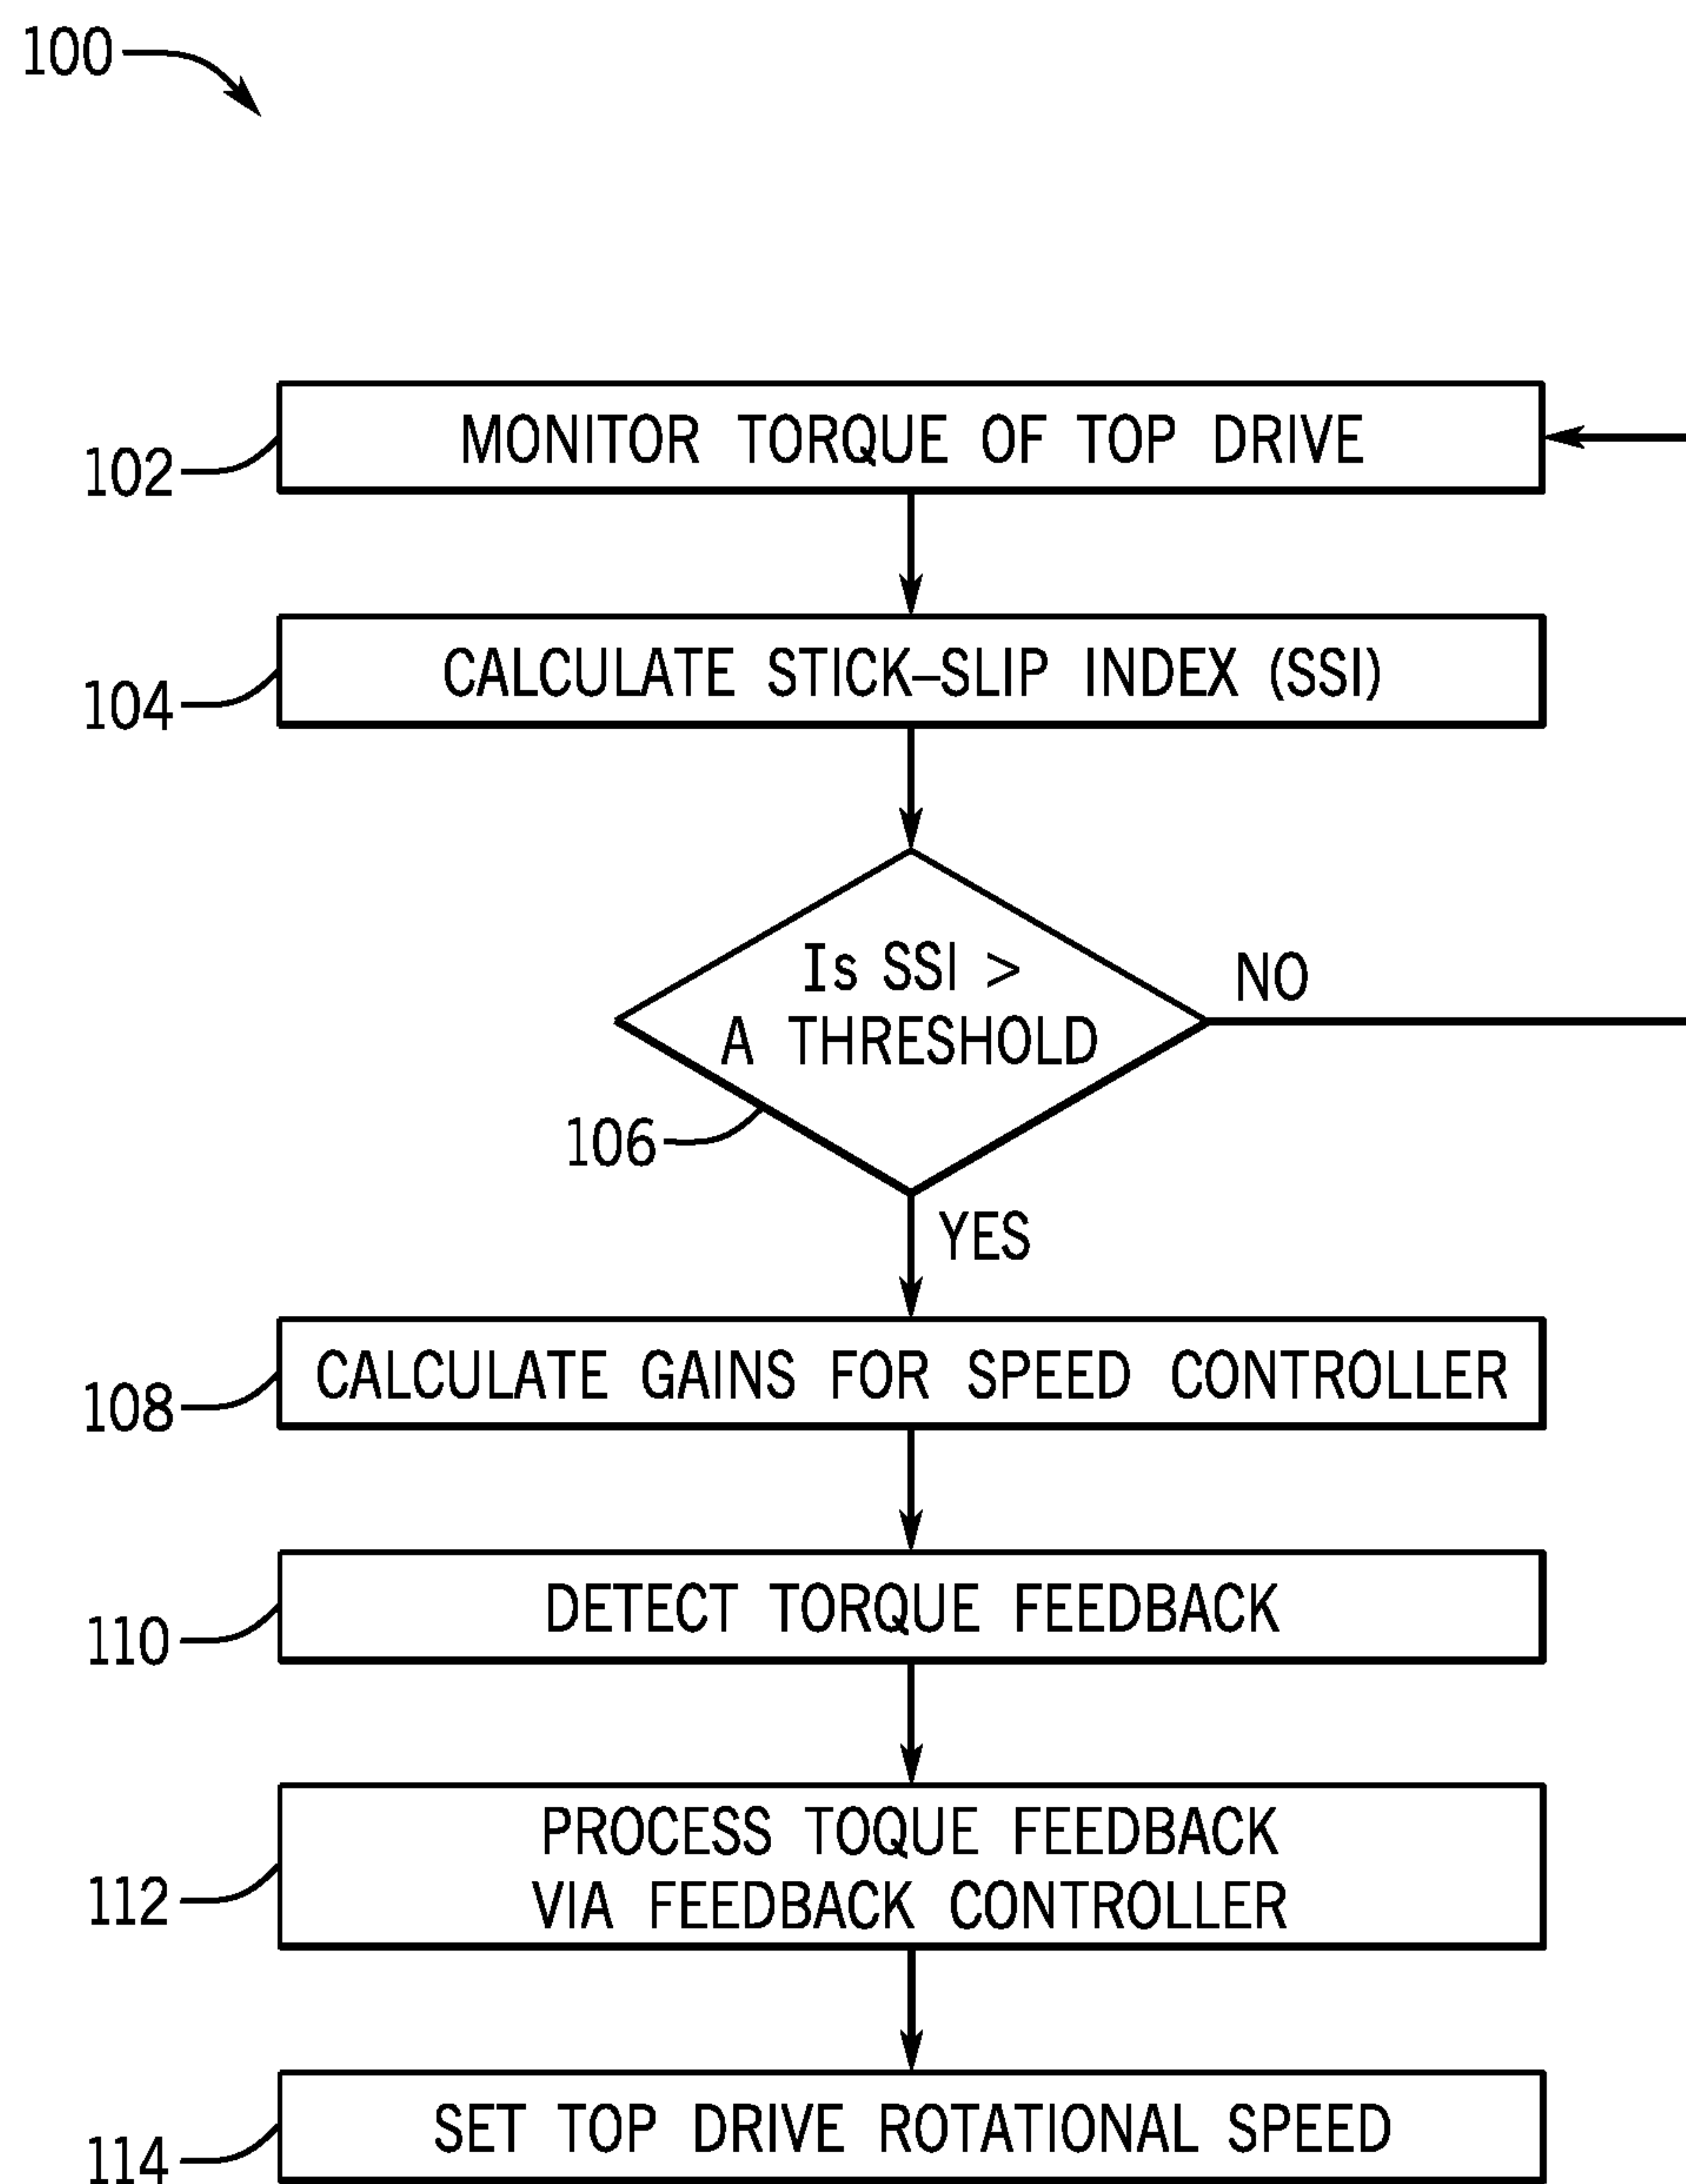 100
MONITOR TORQUE OF TOP DRIVE
102
CALCULATE STICK–SLIP INDEX (SSI)
104
Is SSI >
A THRESHOLD
NO
106
YES
CALCULATE GAINS FOR SPEED CONTROLLER
108
DETECT TORQUE FEEDBACK
110
PROCESS TOQUE FEEDBACK
VIA FEEDBACK CONTROLLER
112
SET TOP DRIVE ROTATIONAL SPEED
114